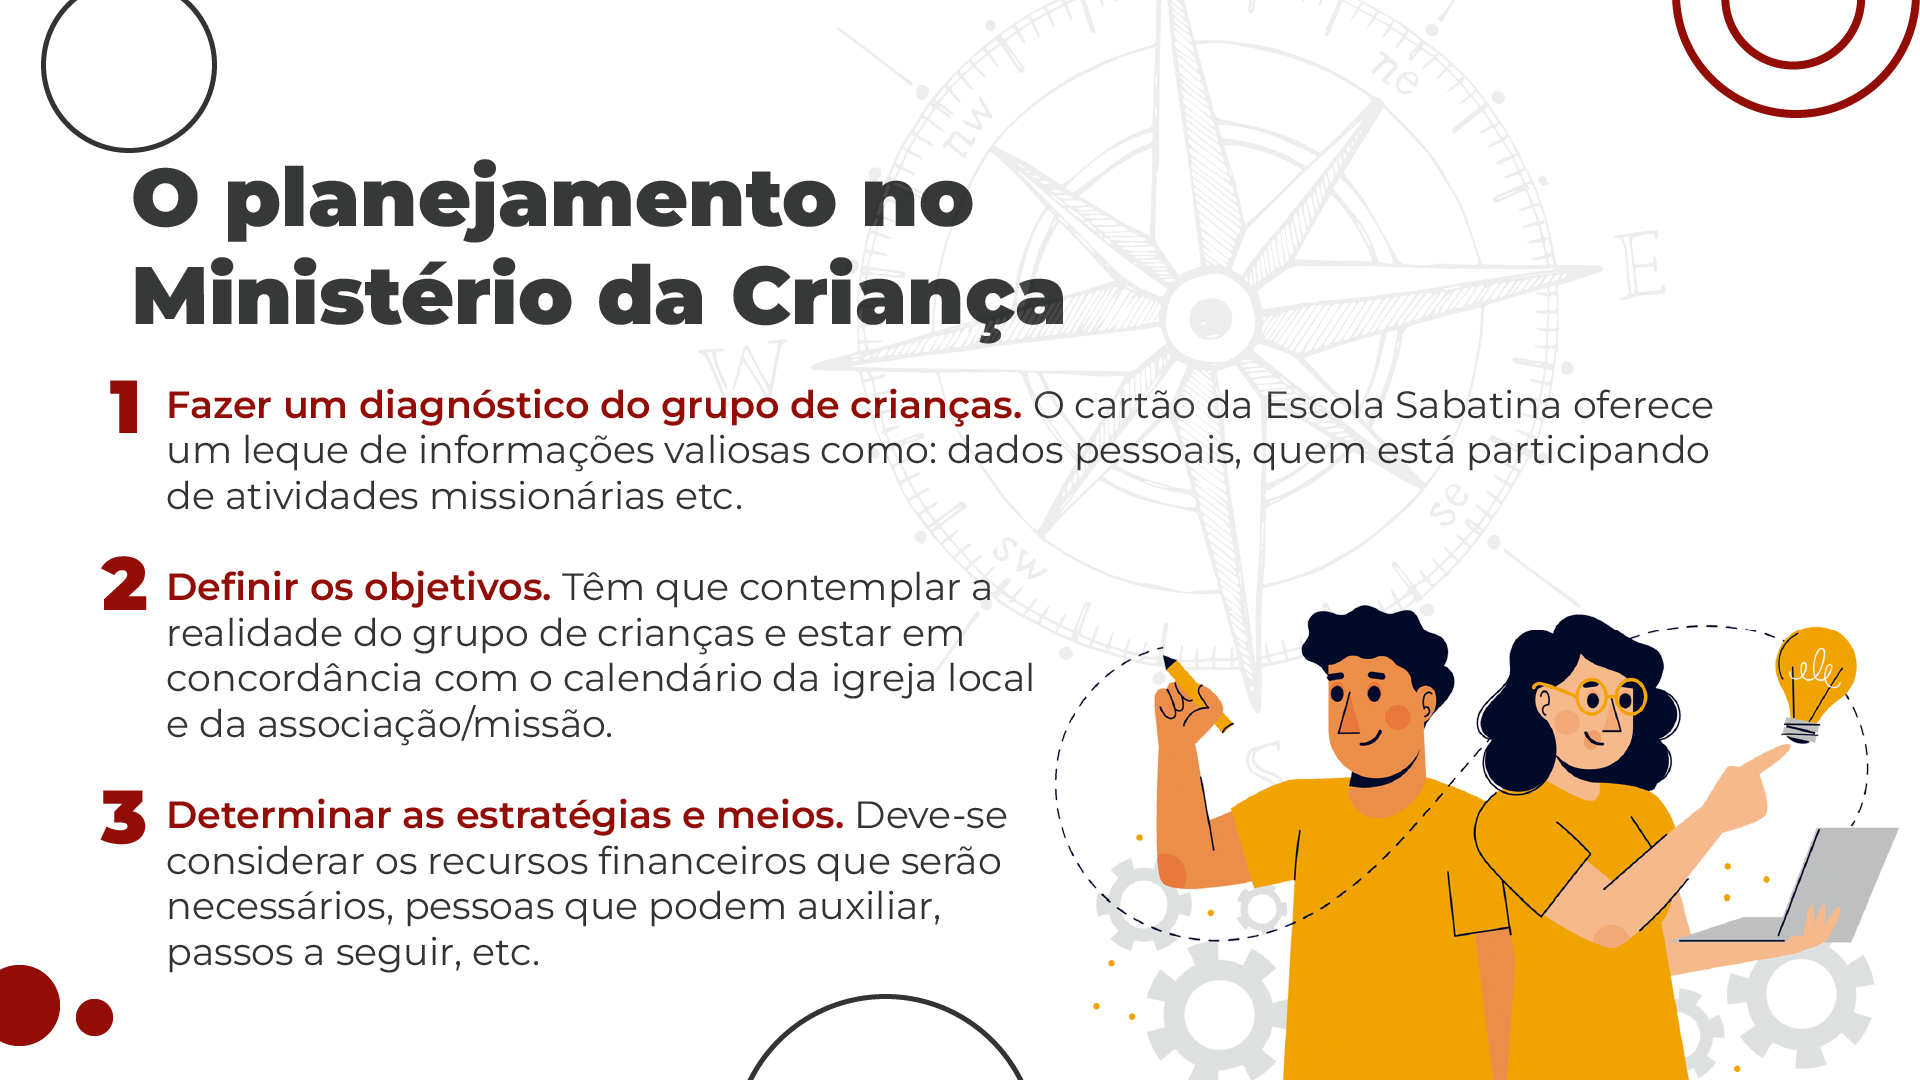 O planejamento no
Ministério da Criança
1 Fazer um diagnóstico do grupo de crianças. O cartão da Escola Sabatina oferece
um leque de informações valiosas como: dados pessoais, quem está participando
de atividades missionárias etc.
2 Definir os objetivos. Têm que contemplar a
realidade do grupo de crianças e estar em
concordância com o calendário da igreja local
e da associação/missão.
3 Determinar as estratégias e meios. Deve-se
considerar os recursos financeiros que serão
necessários, pessoas que podem auxiliar,
passos a seguir, etc.
nw
ne
E
W
se
sw
S